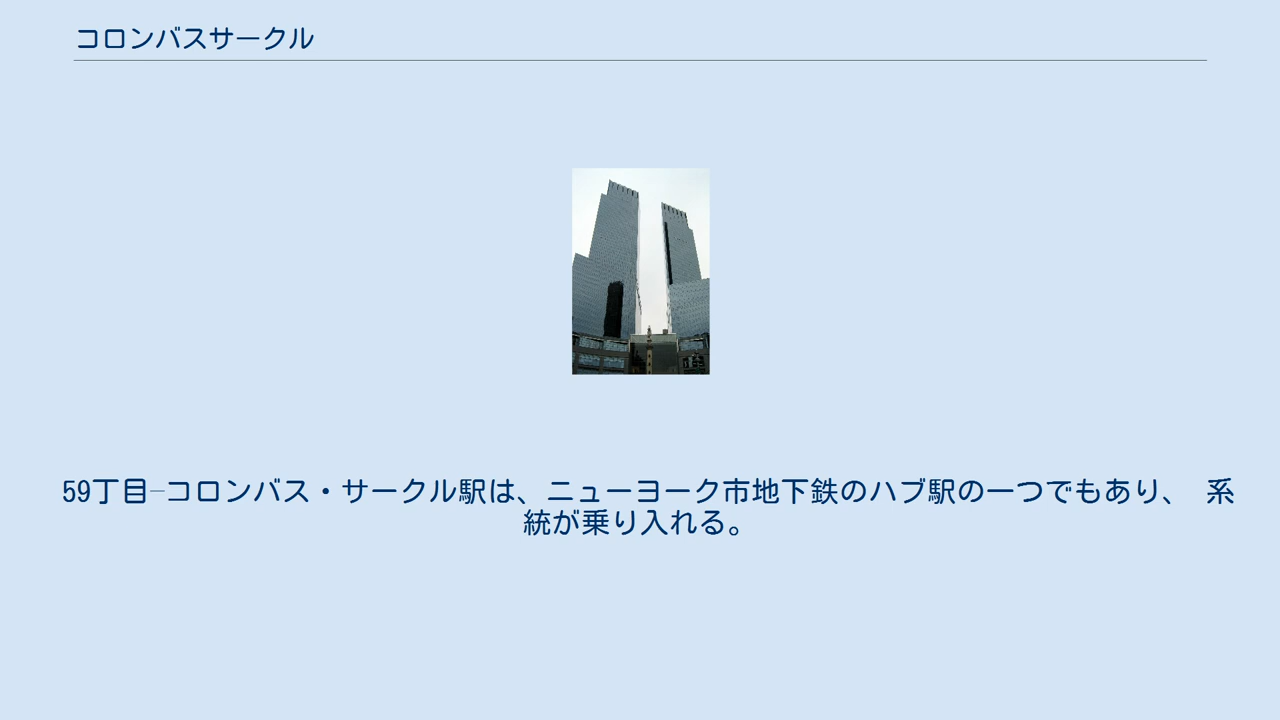 コロンバスサークル
59丁目–コロンバス・サークル駅は、ニューヨーク市地下鉄のハブ駅の一つでもあり、 系
統が乗り入れる。